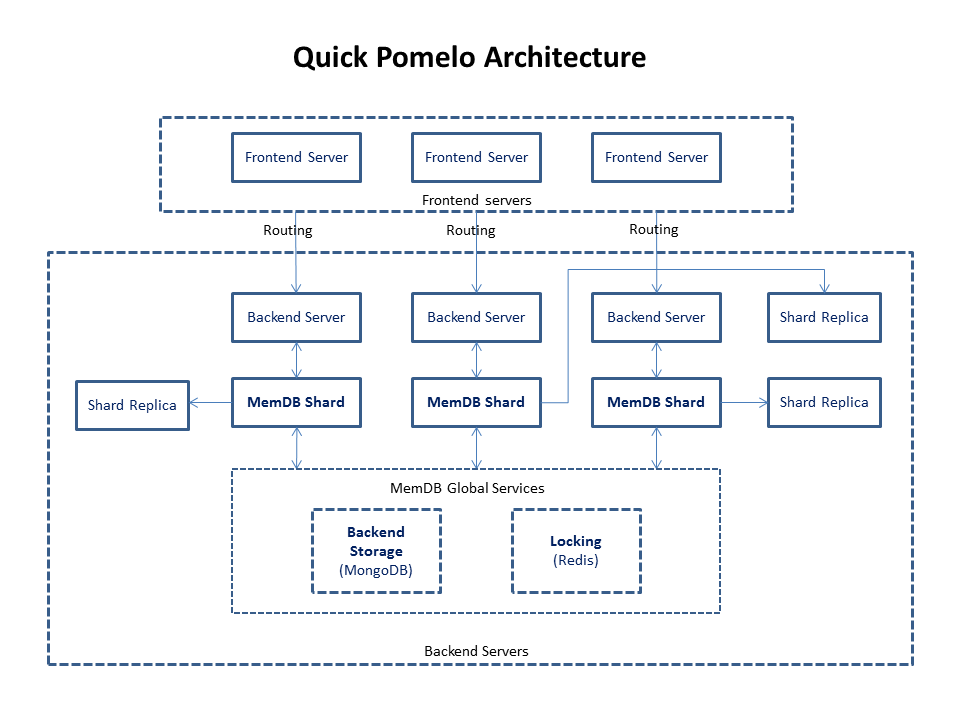 Quick Pomelo Architecture
Frontend Server
Frontend Server
Frontend Server
Frontend servers
Routing
Routing
Routing
Backend Server
Backend Server
Backend Server
Shard Replica
Shard Replica
MemDB Shard
MemDB Shard
MemDB Shard
Shard Replica
MemDB Global Services
Backend
Storage
(MongoDB)
Locking
(Redis)
Backend Servers